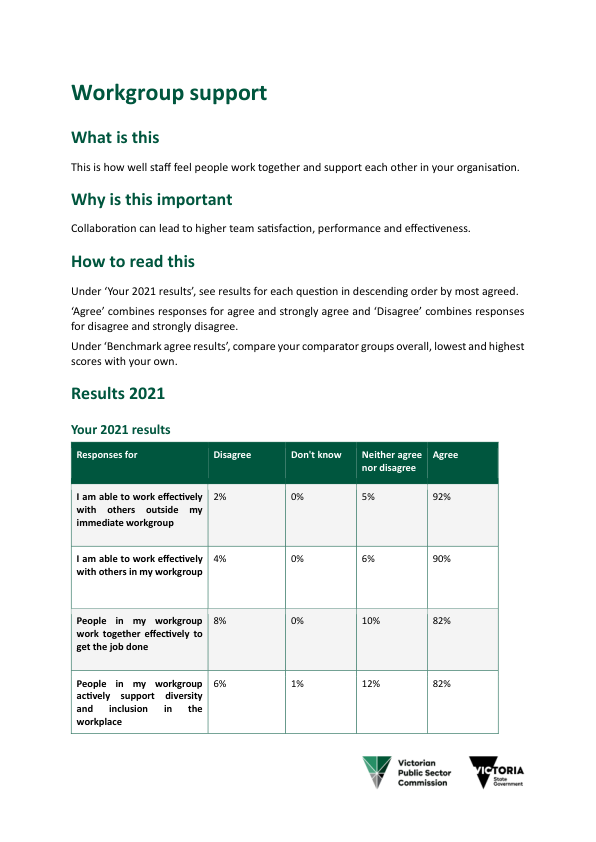 Workgroup support
What is this
This is how well staff feel people work together and support each other in your organisation.
Why is this important
Collaboration can lead to higher team satisfaction, performance and effectiveness.
How to read this
Under ‘Your 2021 results’, see results for each question in descending order by most agreed.
‘Agree’ combines responses for agree and strongly agree and ‘Disagree’ combines responses
for disagree and strongly disagree.
Under ‘Benchmark agree results’, compare your comparator groups overall, lowest and highest
scores with your own.
Results 2021
Your 2021 results
Responses for Disagree Don't know Neither agree Agree
nor disagree
I am able to work effectively 2% 0% 5% 92%
with others outside my
immediate workgroup
I am able to work effectively 4% 0% 6% 90%
with others in my workgroup
People in my workgroup 8% 0% 10% 82%
work together effectively to
get the job done
People in my workgroup 6% 1% 12% 82%
actively support diversity
and inclusion in the
workplace
Victorian
Public Sector
Commission
VICTORIA
State
Government